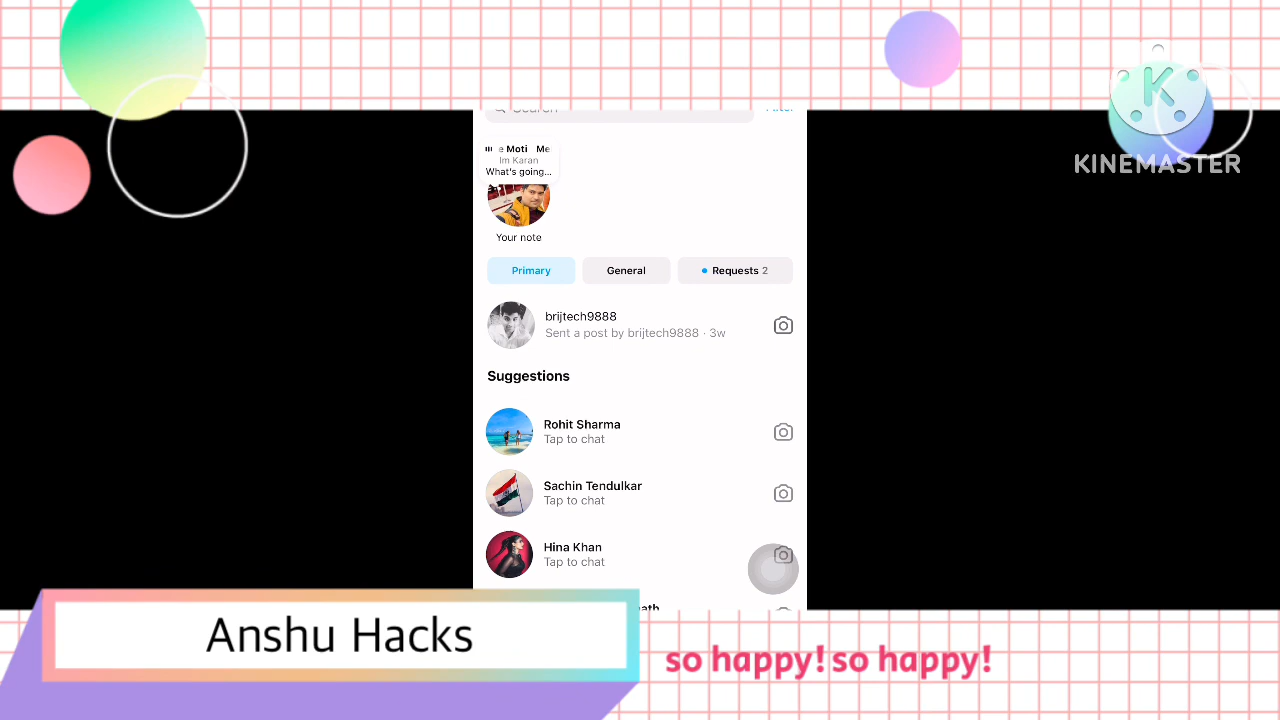 Search
Filter
e Moti Me
Im Karan
What's going...
Your note
Primary
General
Requests 2
brijtech9888
Sent a post by brijtech9888 · 3w
Suggestions
Rohit Sharma
Tap to chat
Sachin Tendulkar
Tap to chat
Hina Khan
Tap to chat
K
KINEMASTER
Anshu Hacks
so happy! so happy!